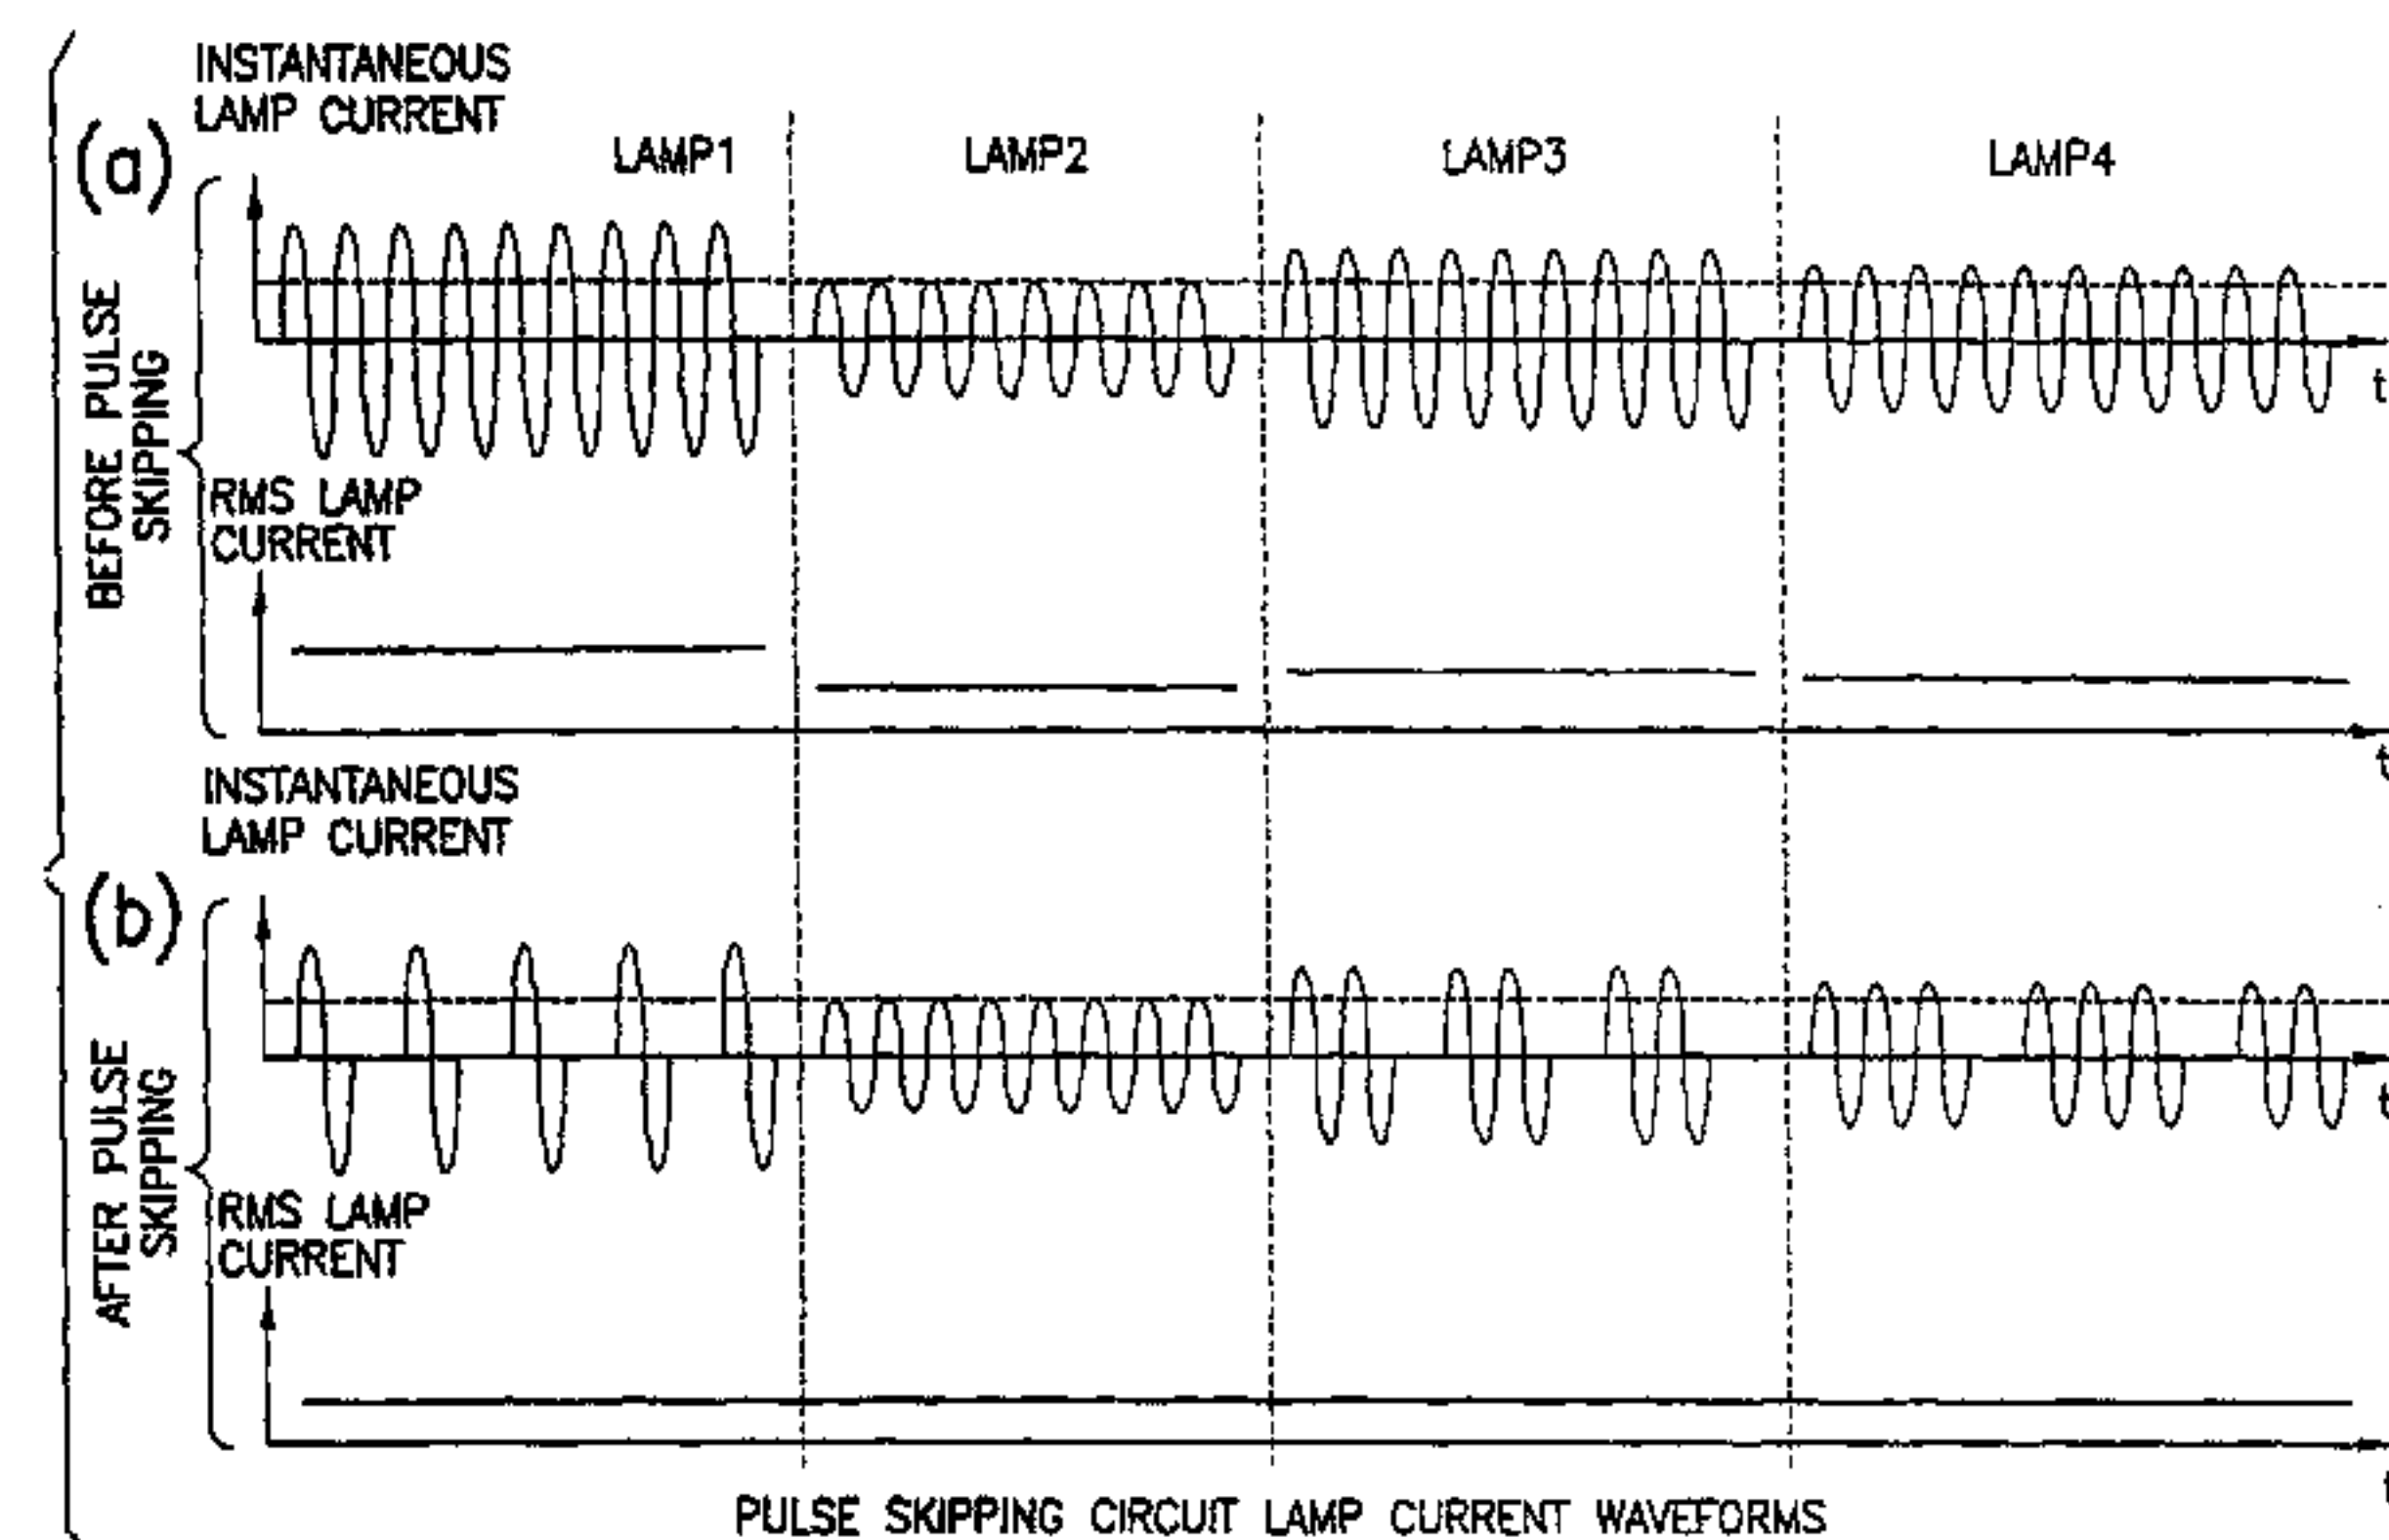 INSTANTANEOUS
LAMP CURRENT
(a)
LAMP1
LAMP2
LAMP3
LAMP4
BEFORE PULSE
SKIPPING
t
RMS LAMP
CURRENT
t
INSTANTANEOUS
LAMP CURRENT
(b)
AFTER PULSE
SKIPPING
t
RMS LAMP
CURRENT
t
PULSE SKIPPING CIRCUIT LAMP CURRENT WAVEFORMS